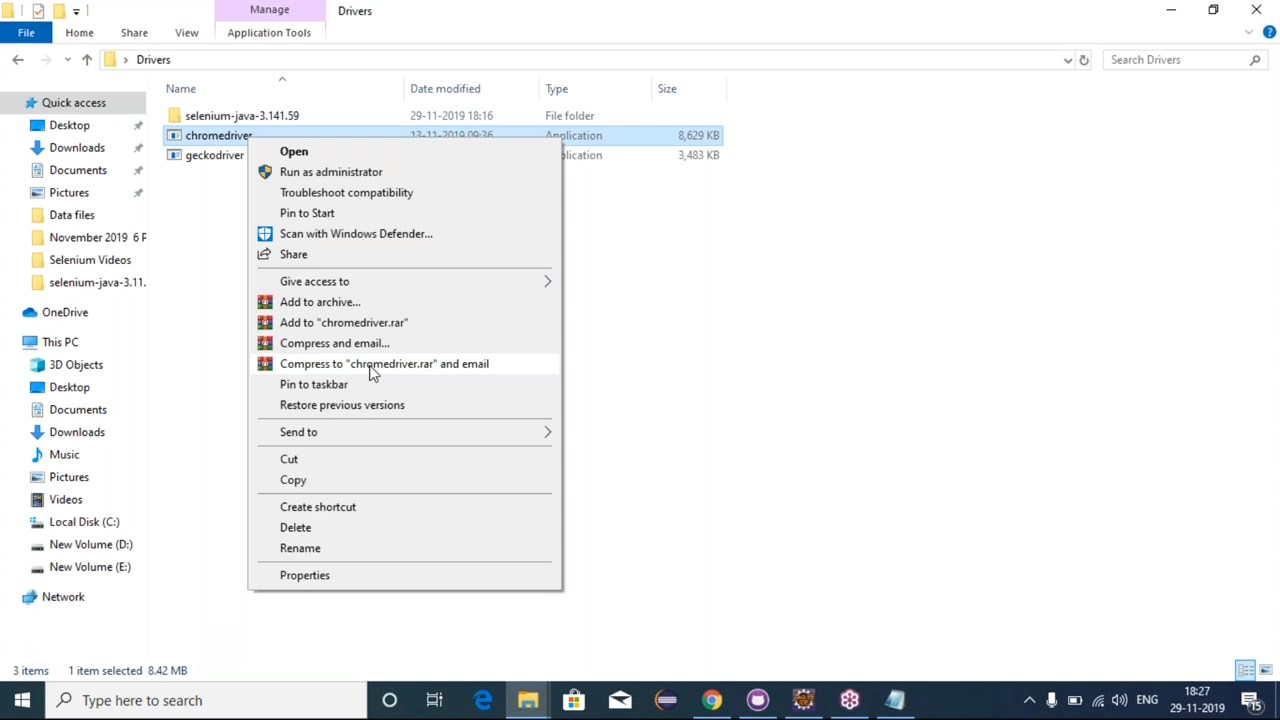 Manage
Drivers
File
Home
Share
View
Application Tools
Drivers
Search Drivers
Name
Date modified
Type
Size
Quick access
Desktop
Downloads
Documents
Pictures
Data files
November 2019 6 P
Selenium Videos
selenium-java-3.11.
OneDrive
This PC
3D Objects
Desktop
Documents
Downloads
Music
Pictures
Videos
Local Disk (C:)
New Volume (D:)
New Volume (E:)
Network
selenium-java-3.141.59 29-11-2019 18:16 File folder
chromedriver 13-11-2019 09:36 Application 8,629 KB
geckodriver plication 3,483 KB
Open
Run as administrator
Troubleshoot compatibility
Pin to Start
Scan with Windows Defender...
Share
Give access to
Add to archive...
Add to "chromedriver.rar"
Compress and email...
Compress to "chromedriver.rar" and email
Pin to taskbar
Restore previous versions
Send to
Cut
Copy
Create shortcut
Delete
Rename
Properties
3 items 1 item selected 8.42 MB
Type here to search
ENG
18:27
29-11-2019
15